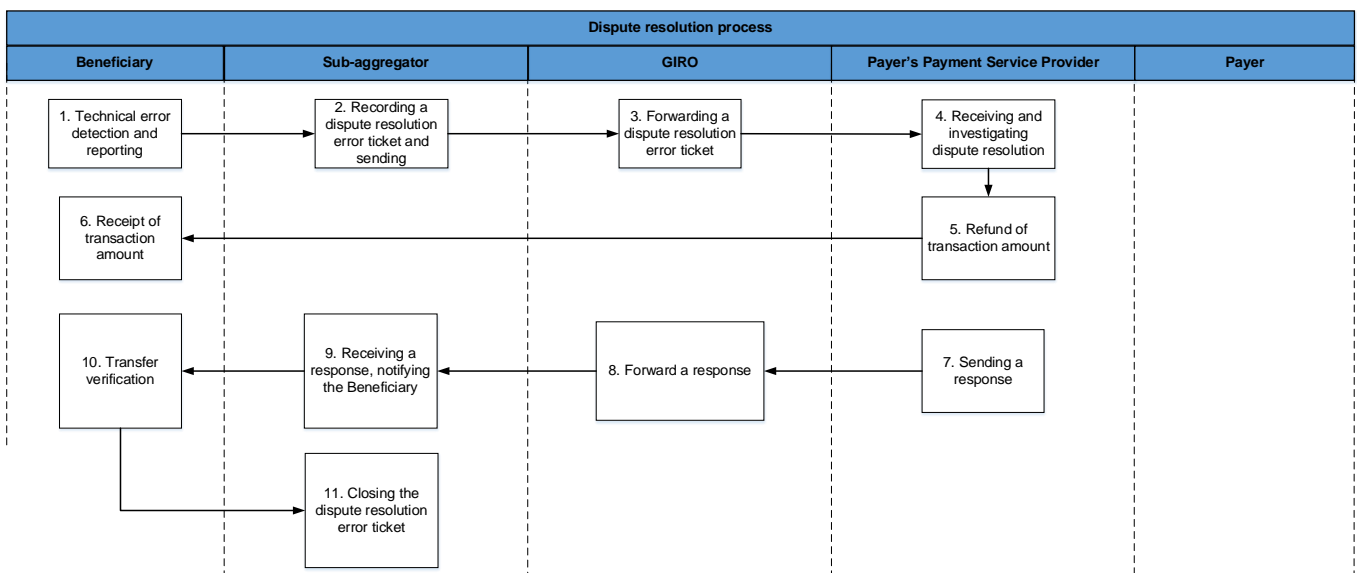 Dispute resolution process
Beneficiary
Sub-aggregator
GIRO
Payer's Payment Service Provider
Payer
1. Technical error
detection and
reporting
2. Recording a
dispute resolution
error ticket and
sending
3. Forwarding a
dispute resolution
error ticket
4. Receiving and
investigating
dispute resolution
6. Receipt of
transaction
amount
5. Refund of
transaction amount
10. Transfer
verification
9. Receiving a
response, notifying
the Beneficiary
8. Forward a response
7. Sending a
response
11. Closing the
dispute resolution
error ticket